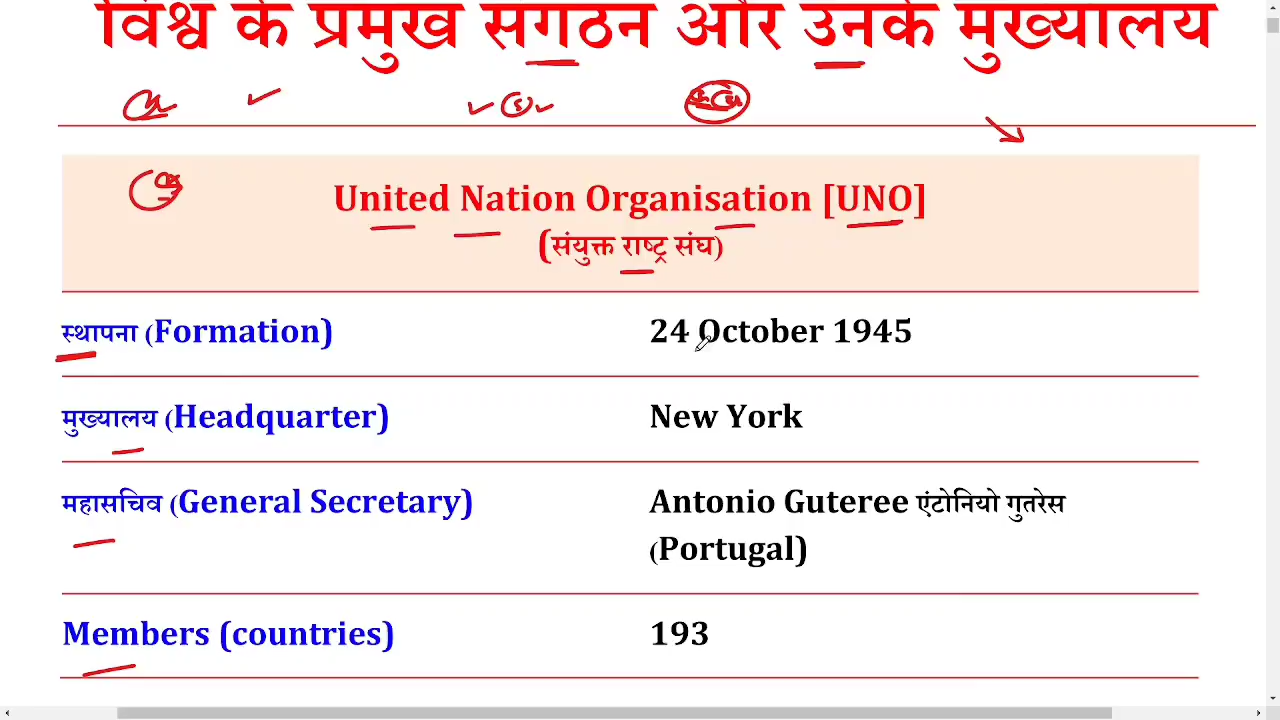 विश्व के प्रमुख सगठन और उनके मुख्यालय
United Nation Organisation [UNO]
(संयुक्त राष्ट्र संघ)
स्थापना (Formation) 24 October 1945
मुख्यालय (Headquarter) New York
महासचिव (General Secretary) Antonio Guteree एंटोनियो गुतरेस
(Portugal)
Members (countries) 193